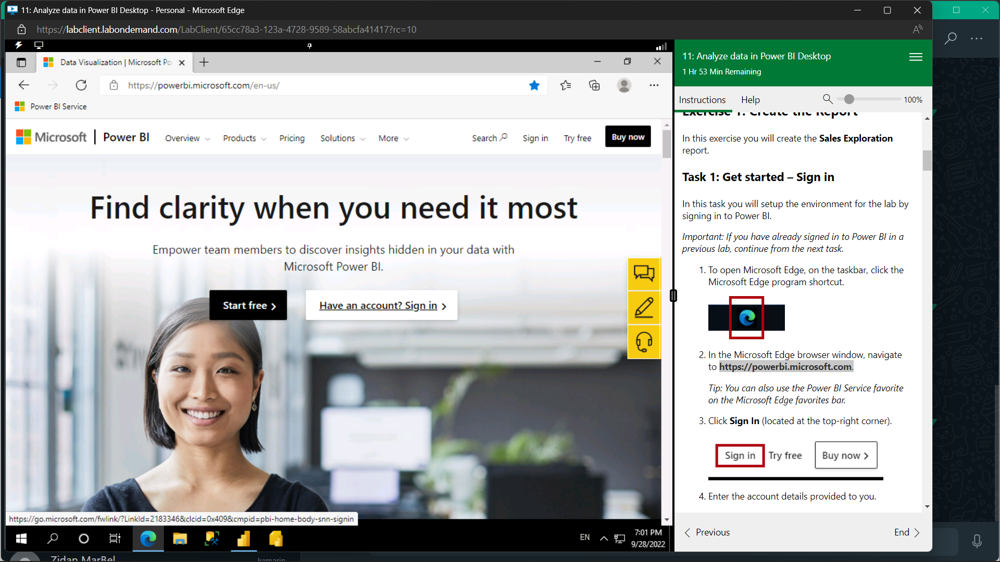 11: Analyze data in Power BI Desktop - Personal - Microsoft Edge
https://labclient.labondemand.com/LabClient/65cc78a3-123a-4728-9589-58abcfa41417?rc=10
Data Visualization | Microsoft Po
https://powerbi.microsoft.com/en-us/
Power BI Service
Microsoft | Power BI
Overview
Products
Pricing
Solutions
More
Search
Sign in
Try free
Buy now
Find clarity when you need it most
Empower team members to discover insights hidden in your data with
Microsoft Power BI.
Start free
Have an account? Sign in
https://go.microsoft.com/fwlink/?LinkId=2183346&clcid=0x409&cmpid=pbi-home-body-snn-signin
EN
7:01 PM
9/28/2022
11: Analyze data in Power BI Desktop
1 Hr 53 Min Remaining
Instructions
Help
100%
Exercise 1: Create the Report
In this exercise you will create the Sales Exploration
report.
Task 1: Get started – Sign in
In this task you will setup the environment for the lab by
signing in to Power BI.
Important: If you have already signed in to Power BI in a
previous lab, continue from the next task.
1. To open Microsoft Edge, on the taskbar, click the
Microsoft Edge program shortcut.
2. In the Microsoft Edge browser window, navigate
to https://powerbi.microsoft.com.
Tip: You can also use the Power BI Service favorite
on the Microsoft Edge favorites bar.
3. Click Sign In (located at the top-right corner).
Sign in
Try free
Buy now
4. Enter the account details provided to you.
Previous
End
Zidan MarBel
kemarin